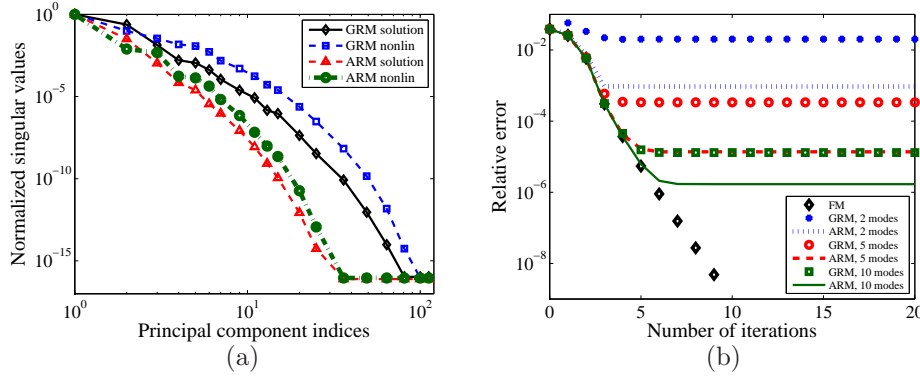 Normalized singular values
10^0
10^-5
10^-10
10^-15
10^0
10^1
10^2
Principal component indices
GRM solution
GRM nonlin
ARM solution
ARM nonlin
(a)
Relative error
10^-2
10^-4
10^-6
10^-8
0
5
10
15
20
Number of iterations
FM
GRM, 2 modes
ARM, 2 modes
GRM, 5 modes
ARM, 5 modes
GRM, 10 modes
ARM, 10 modes
(b)